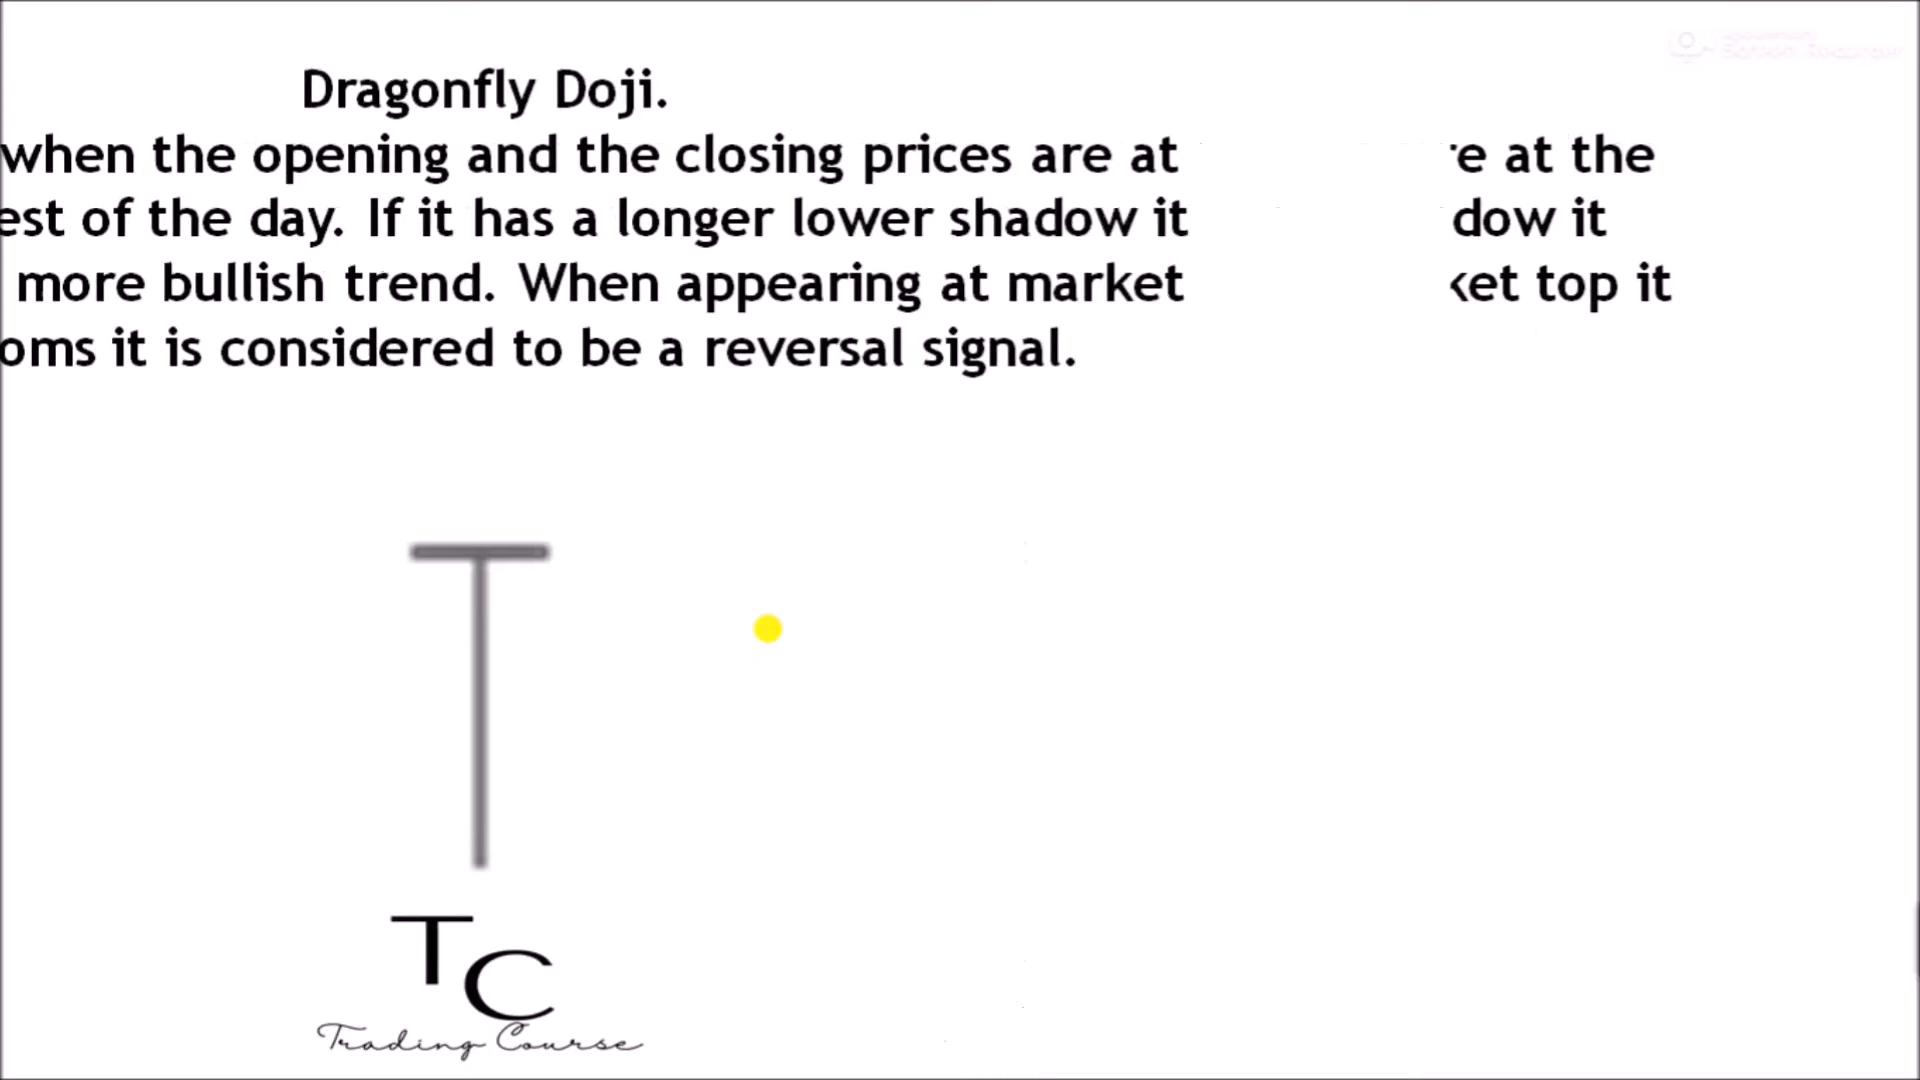 Dragonfly Doji.
when the opening and the closing prices are at
est of the day. If it has a longer lower shadow it
more bullish trend. When appearing at market
oms it is considered to be a reversal signal.
e at the
dow it
ket top it
TC
Trading Course